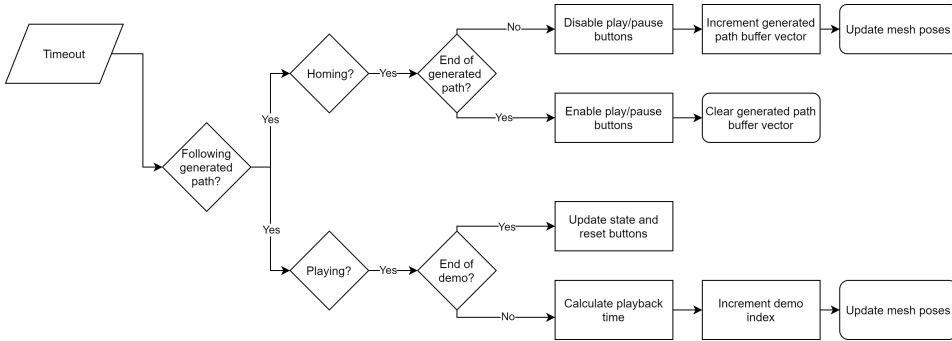 Timeout
Following
generated
path?
Yes
Yes
Homing?
Yes
End of
generated
path?
No
Disable play/pause
buttons
Increment generated
path buffer vector
Update mesh poses
Yes
Enable play/pause
buttons
Clear generated path
buffer vector
Playing?
Yes
End of
demo?
Yes
Update state and
reset buttons
No
Calculate playback
time
Increment demo
index
Update mesh poses